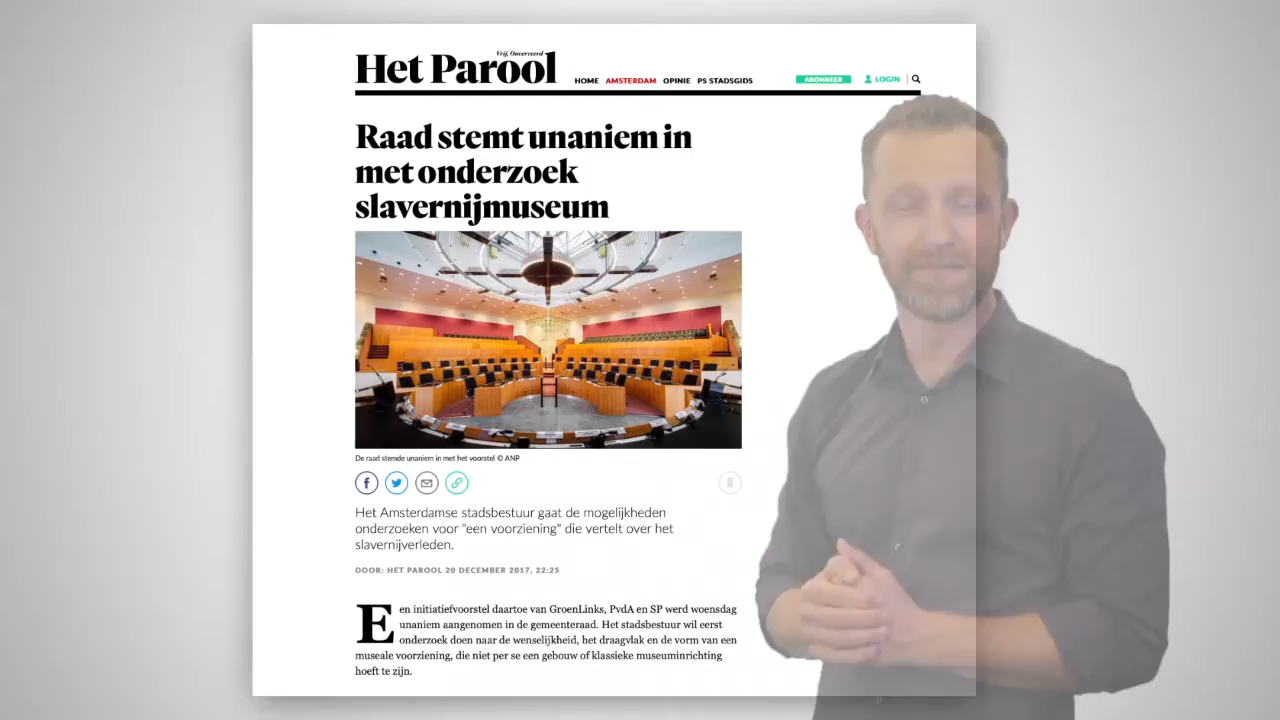 Vrij, Onverveerd
Het Parool
HOME AMSTERDAM OPINIE PS STADSGIDS
ABONNEER LOGIN
Raad stemt unaniem in
met onderzoek
slavernijmuseum
De raad stemde unaniem in met het voorstel © ANP
Het Amsterdamse stadsbestuur gaat de mogelijkheden
onderzoeken voor "een voorziening" die vertelt over het
slavernijverleden.
DOOR: HET PAROOL 20 DECEMBER 2017, 22:25
Een initiatiefvoorstel daartoe van GroenLinks, PvdA en SP werd woensdag
unaniem aangenomen in de gemeenteraad. Het stadsbestuur wil eerst
onderzoek doen naar de wenselijkheid, het draagvlak en de vorm van een
museale voorziening, die niet per se een gebouw of klassieke museuminrichting
hoeft te zijn.